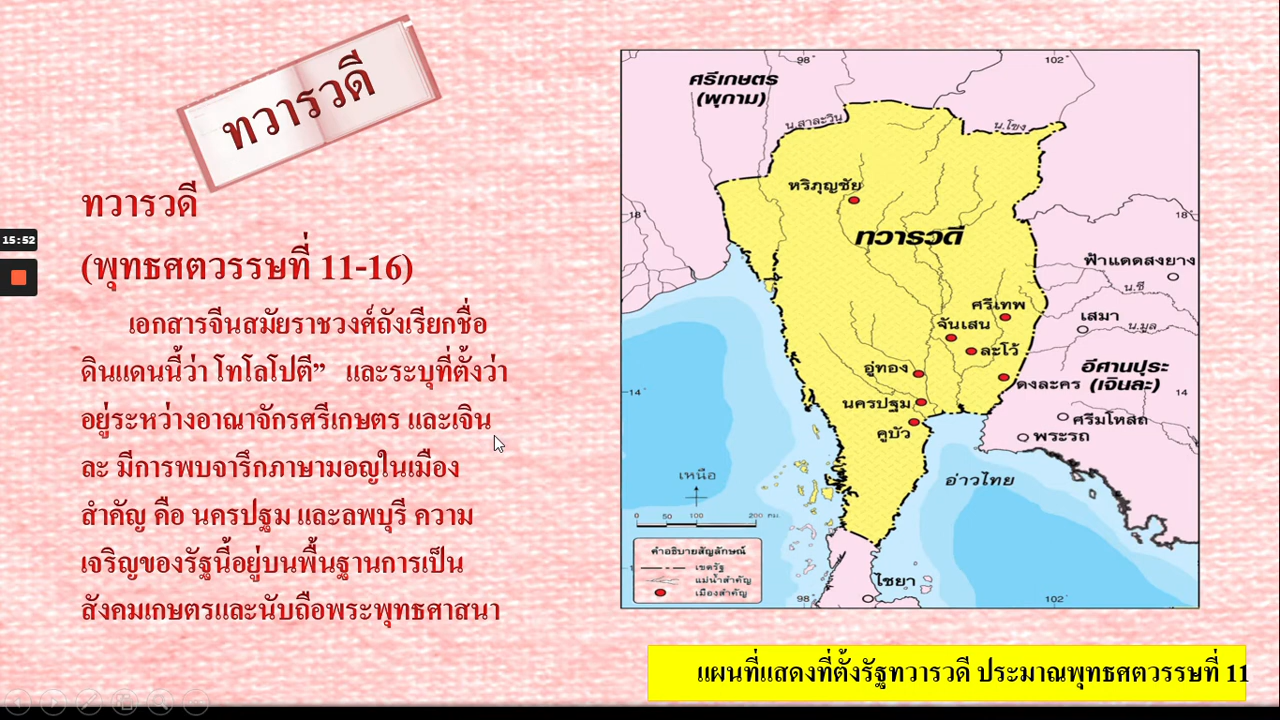 ทวารวดี
ทวารวดี
(พุทธศตวรรษที่ 11-16)
เอกสารจีนสมัยราชวงศ์ถังเรียกชื่อ
ดินแดนนี้ว่า โทโลโปตี” และระบุที่ตั้งว่า
อยู่ระหว่างอาณาจักรศรีเกษตร และเจิน
ละ มีการพบจารึกภาษามอญในเมือง
สำคัญ คือ นครปฐม และลพบุรี ความ
เจริญของรัฐนี้อยู่บนพื้นฐานการเป็น
สังคมเกษตรและนับถือพระพุทธศาสนา
15:52
98°
102°
ศรีเกษตร
(พุกาม)
น.สาละวิน
น.โขง
หริภุญชัย
18
18
ทวารวดี
ฟ้าแดดสงยาง
น.ชี
ศรีเทพ
จันเสน
เสมา
น.มูล
ละโว้
อู่ทอง
อีศานปุระ
(เจินละ)
ดงละคร
14
14
นครปฐม
ศรีมโหสถ
คูบัว
พระรถ
เหนือ
อ่าวไทย
0 50 100 200 กม.
คำอธิบายสัญลักษณ์
เขตรัฐ
แม่น้ำสำคัญ
เมืองสำคัญ
ไชยา
98
102
แผนที่แสดงที่ตั้งรัฐทวารวดี ประมาณพุทธศตวรรษที่ 11